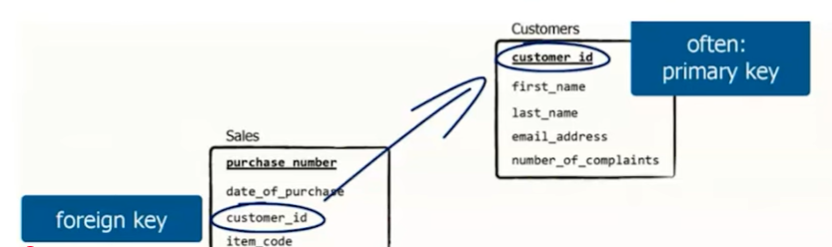 Customers
customer_id
first_name
last_name
email_address
number_of_complaints
often:
primary key
Sales
purchase_number
date_of_purchase
customer_id
item_code
foreign key